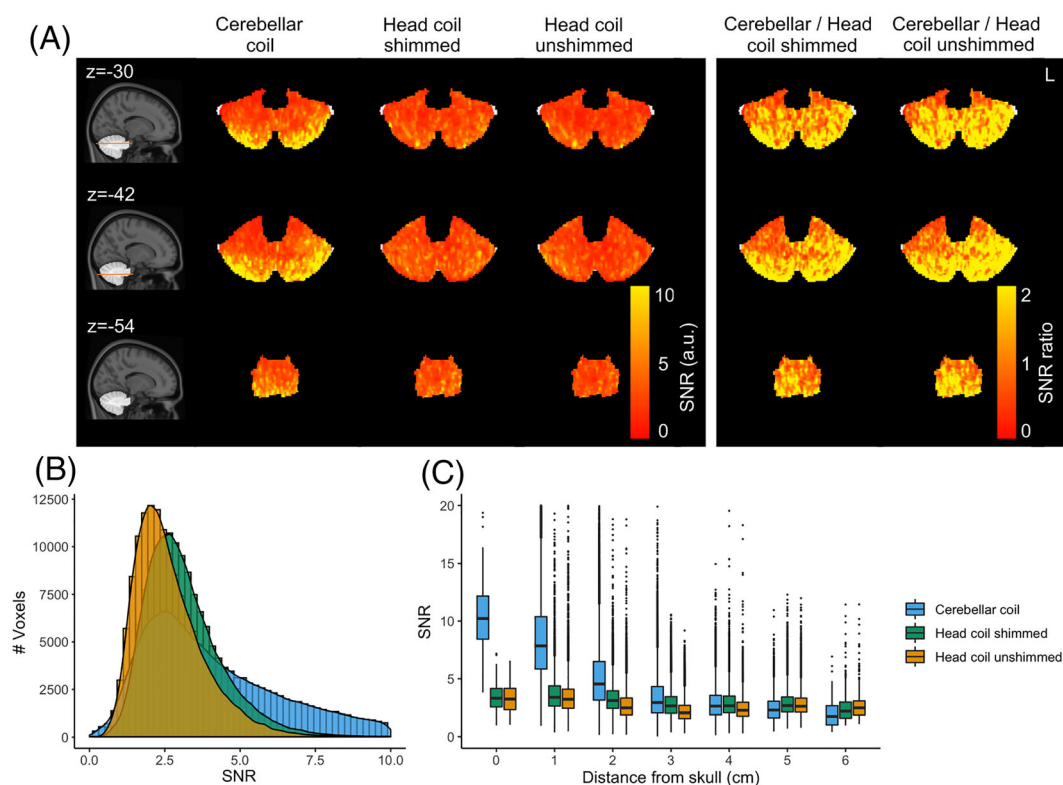 (A)
Cerebellar
coil
Head coil
shimmed
Head coil
unshimmed
Cerebellar / Head
coil shimmed
Cerebellar / Head
coil unshimmed
z=-30
L
z=-42
z=-54
10
5
0
SNR (a.u.)
2
1
0
SNR ratio
(B)
12500
10000
7500
5000
2500
0
# Voxels
0.0 2.5 5.0 7.5 10.0
SNR
(C)
20
15
10
5
0
SNR
0 1 2 3 4 5 6
Distance from skull (cm)
Cerebellar coil
Head coil shimmed
Head coil unshimmed